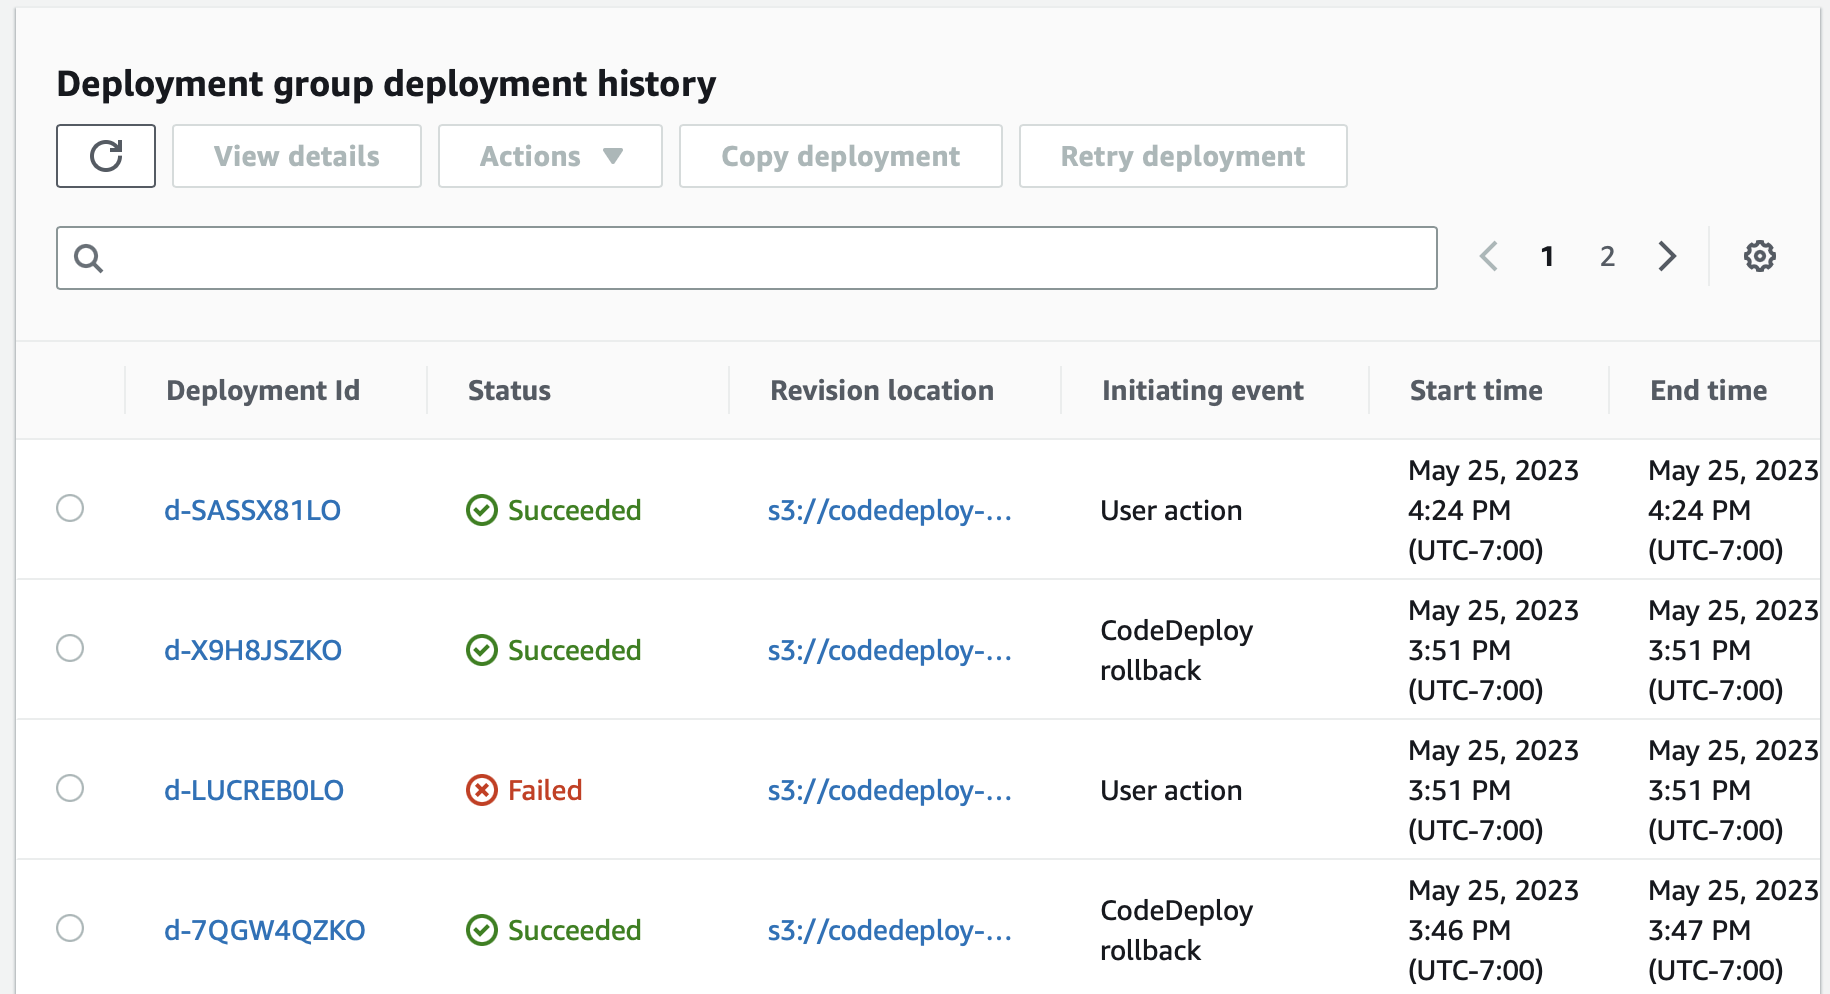 Deployment group deployment history
View details Actions Copy deployment Retry deployment
1 2
Deployment Id Status Revision location Initiating event Start time End time
d-SASSX81LO Succeeded s3://codedeploy-... User action May 25, 2023 4:24 PM (UTC-7:00) May 25, 2023 4:24 PM (UTC-7:00)
d-X9H8JSZKO Succeeded s3://codedeploy-... CodeDeploy rollback May 25, 2023 3:51 PM (UTC-7:00) May 25, 2023 3:51 PM (UTC-7:00)
d-LUCREB0LO Failed s3://codedeploy-... User action May 25, 2023 3:51 PM (UTC-7:00) May 25, 2023 3:51 PM (UTC-7:00)
d-7QGW4QZKO Succeeded s3://codedeploy-... CodeDeploy rollback May 25, 2023 3:46 PM (UTC-7:00) May 25, 2023 3:47 PM (UTC-7:00)